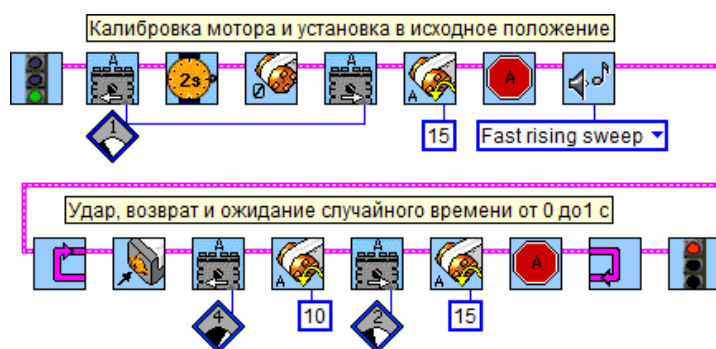 Калибровка мотора и установка в исходное положение
A 2s Ø A A A
1 15 Fast rising sweep
Удар, возврат и ожидание случайного времени от 0 до1 с
A A A A A
4 10 2 15